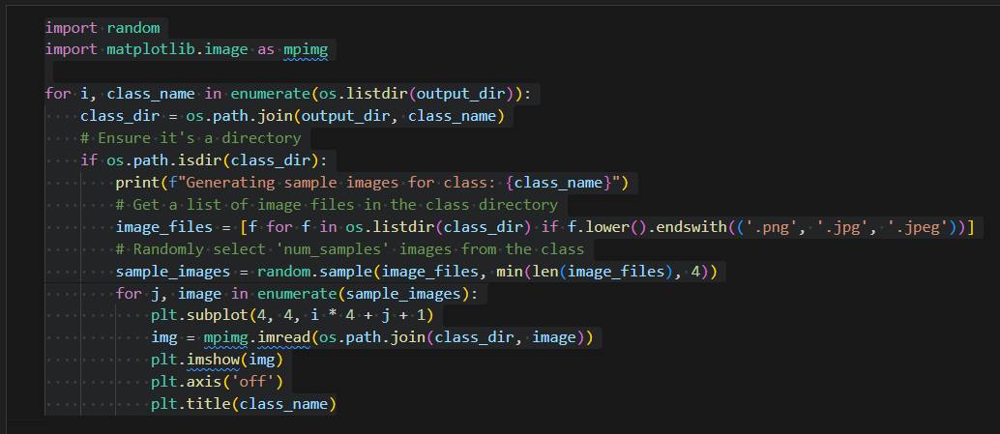 import random
import matplotlib.image as mpimg

for i, class_name in enumerate(os.listdir(output_dir)):
    class_dir = os.path.join(output_dir, class_name)
    # Ensure it's a directory
    if os.path.isdir(class_dir):
        print(f"Generating sample images for class: {class_name}")
        # Get a list of image files in the class directory
        image_files = [f for f in os.listdir(class_dir) if f.lower().endswith(('.png', '.jpg', '.jpeg'))]
        # Randomly select 'num_samples' images from the class
        sample_images = random.sample(image_files, min(len(image_files), 4))
        for j, image in enumerate(sample_images):
            plt.subplot(4, 4, i * 4 + j + 1)
            img = mpimg.imread(os.path.join(class_dir, image))
            plt.imshow(img)
            plt.axis('off')
            plt.title(class_name)